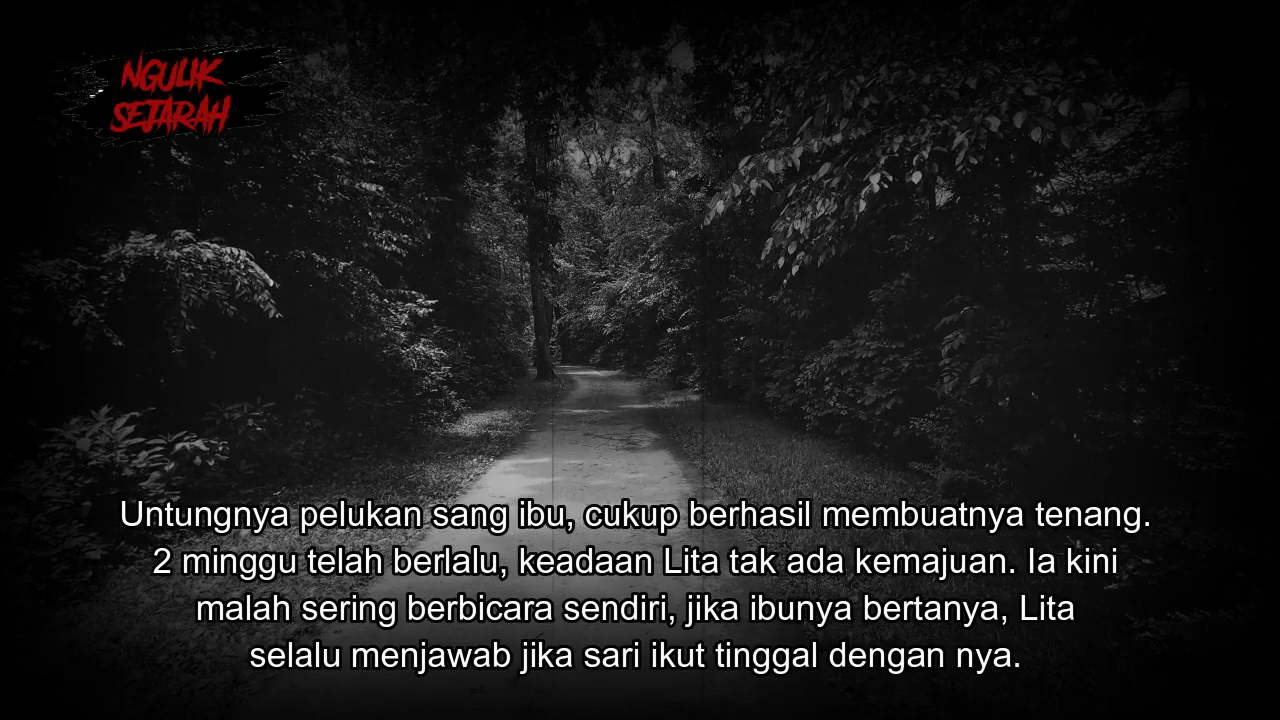 NGULIK
SEJARAH
Untungnya pelukan sang ibu, cukup berhasil membuatnya tenang.
2 minggu telah berlalu, keadaan Lita tak ada kemajuan. Ia kini
malah sering berbicara sendiri, jika ibunya bertanya, Lita
selalu menjawab jika sari ikut tinggal dengan nya.